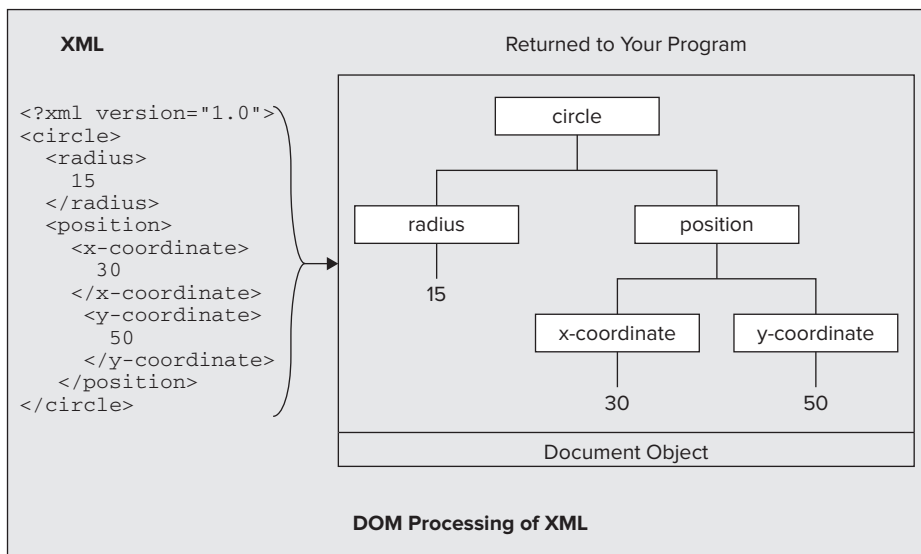 XML
<?xml version="1.0">
<circle>
  <radius>
    15
  </radius>
  <position>
    <x-coordinate>
      30
    </x-coordinate>
     <y-coordinate>
       50
     </y-coordinate>
   </position>
</circle>
Returned to Your Program
circle
radius
position
15
x-coordinate
y-coordinate
30
50
Document Object
DOM Processing of XML